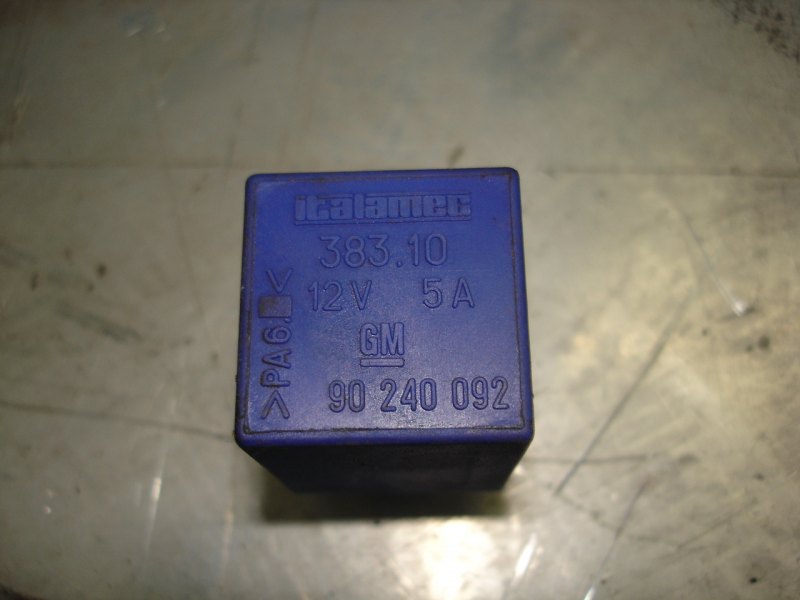 italamec
383.10
12V 5A
GM
90 240 092
>PA6.■<